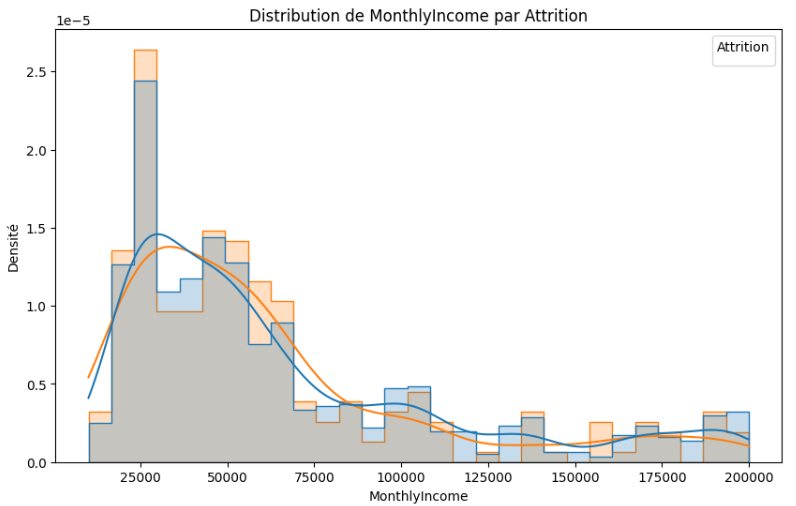 Distribution de MonthlyIncome par Attrition
1e−5
Attrition
2.5
2.0
1.5
1.0
0.5
0.0
Densité
25000 50000 75000 100000 125000 150000 175000 200000
MonthlyIncome